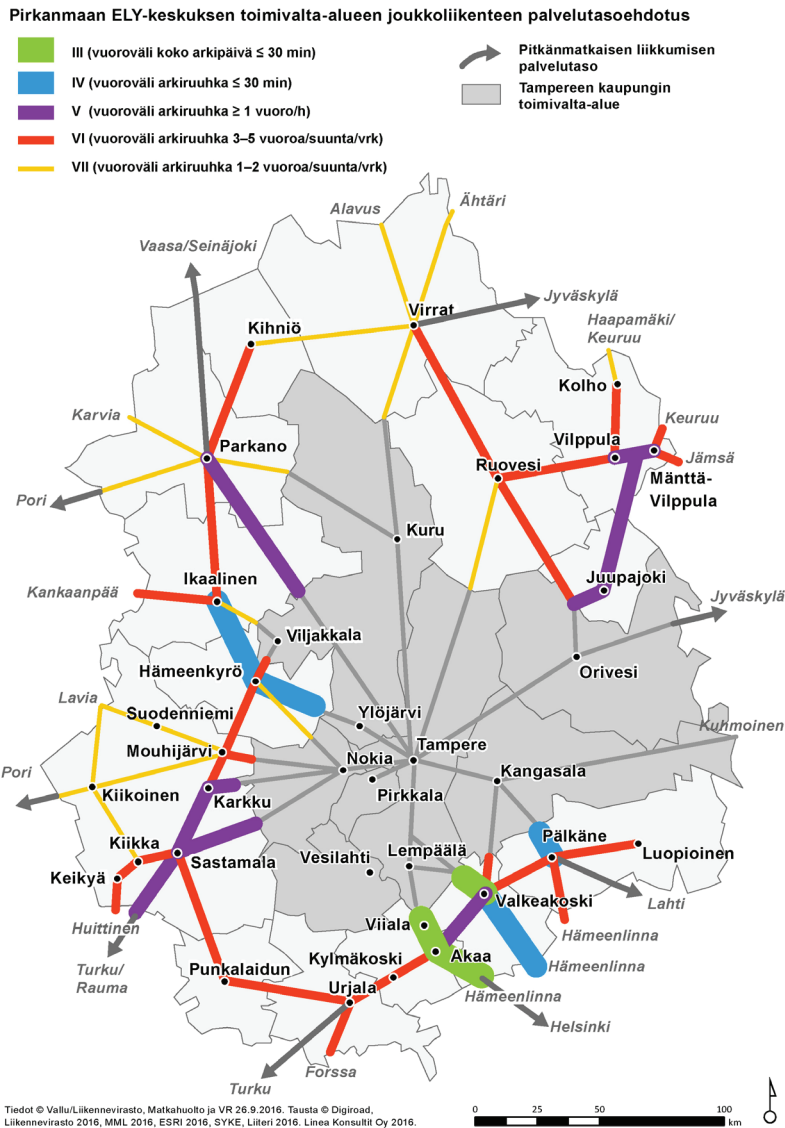 Pirkanmaan ELY-keskuksen toimivalta-alueen joukkoliikenteen palvelutasoehdotus
III (vuoroväli koko arkipäivä ≤ 30 min)
IV (vuoroväli arkiruuhka ≤ 30 min)
V (vuoroväli arkiruuhka ≥ 1 vuoro/h)
VI (vuoroväli arkiruuhka 3–5 vuoroa/suunta/vrk)
VII (vuoroväli arkiruuhka 1–2 vuoroa/suunta/vrk)
Pitkänmatkaisen liikkumisen
palvelutaso
Tampereen kaupungin
toimivalta-alue
Alavus
Ähtäri
Vaasa/Seinäjoki
Jyväskylä
Virrat
Kihniö
Haapamäki/
Keuruu
Kolho
Karvia
Keuruu
Parkano
Vilppula
Jämsä
Ruovesi
Mänttä-
Vilppula
Pori
Kuru
Ikaalinen
Juupajoki
Kankaanpää
Jyväskylä
Viljakkala
Hämeenkyrö
Orivesi
Lavia
Suodenniemi
Ylöjärvi
Kuhmoinen
Mouhijärvi
Tampere
Nokia
Kangasala
Pori
Kiikoinen
Karkku
Pirkkala
Kiikka
Pälkäne
Lempäälä
Luopioinen
Sastamala
Vesilahti
Keikyä
Valkeakoski
Lahti
Huittinen
Viiala
Hämeenlinna
Turku/
Rauma
Kylmäkoski
Akaa
Hämeenlinna
Punkalaidun
Urjala
Hämeenlinna
Helsinki
Forssa
Turku
Tiedot © Vallu/Liikennevirasto, Matkahuolto ja VR 26.9.2016. Tausta © Digiroad,
Liikennevirasto 2016, MML 2016, ESRI 2016, SYKE, Liiteri 2016. Linea Konsultit Oy 2016.
0 25 50 100
km